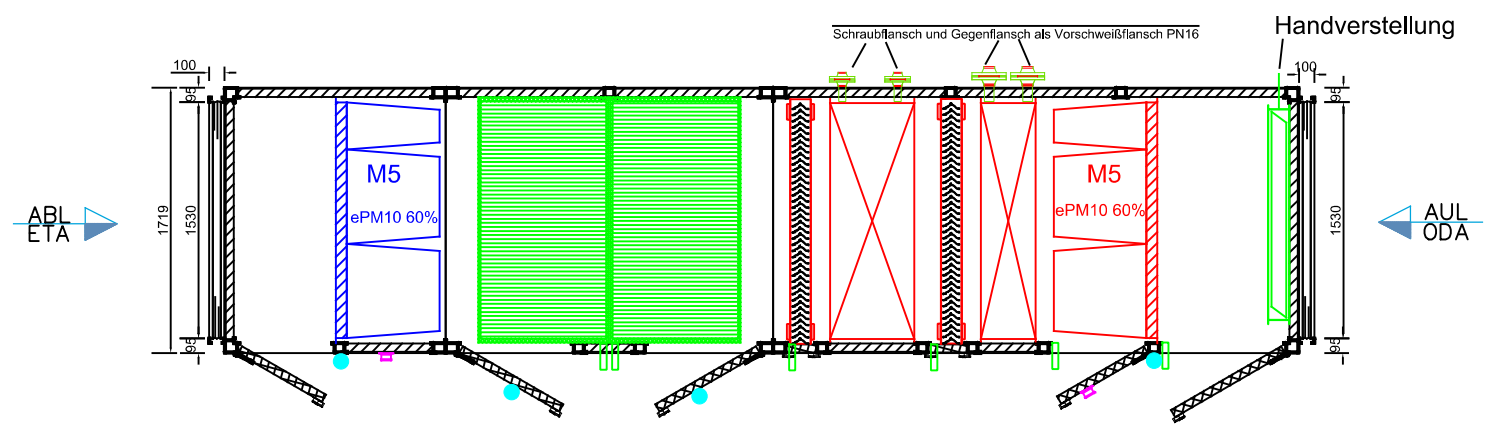 Schraubflansch und Gegenflansch als Vorschweißflansch PN16
Handverstellung
100
100
95
95
M5
ePM10 60%
M5
ePM10 60%
ABL
ETA
1719
1530
1530
AUL
ODA
95
95